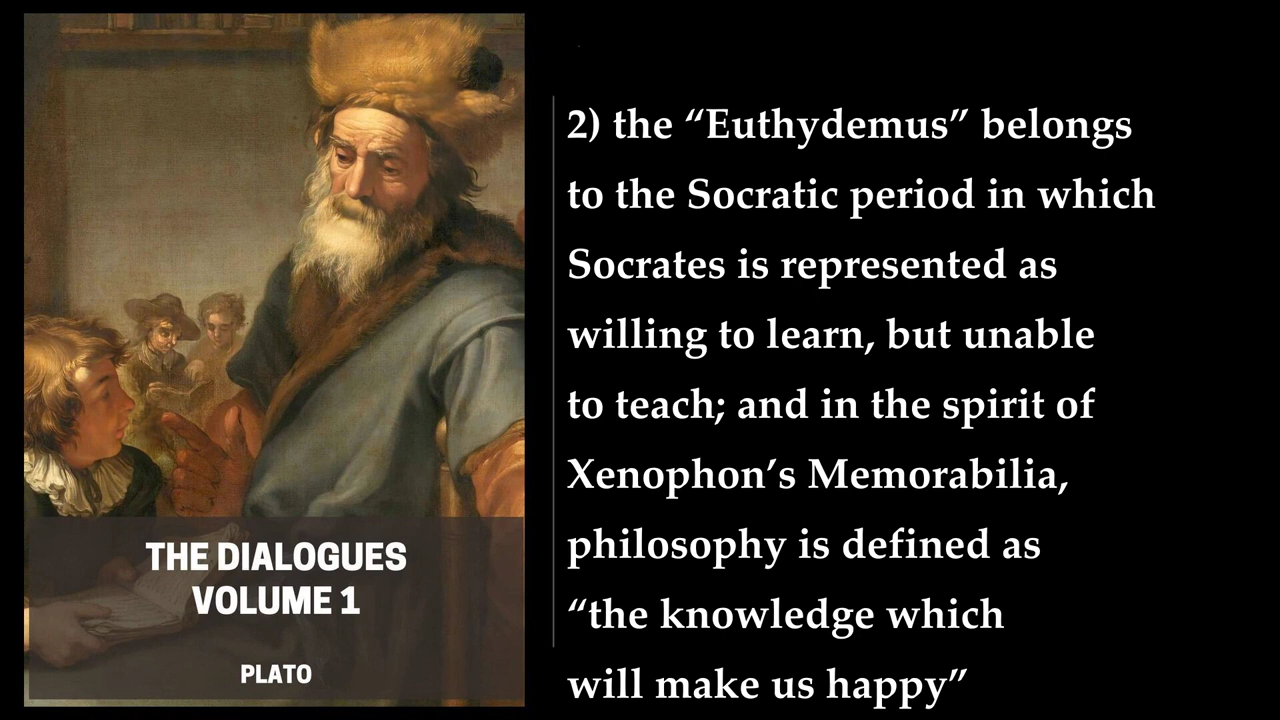 THE DIALOGUES
VOLUME 1
PLATO
2) the “Euthydemus” belongs
to the Socratic period in which
Socrates is represented as
willing to learn, but unable
to teach; and in the spirit of
Xenophon’s Memorabilia,
philosophy is defined as
“the knowledge which
will make us happy”